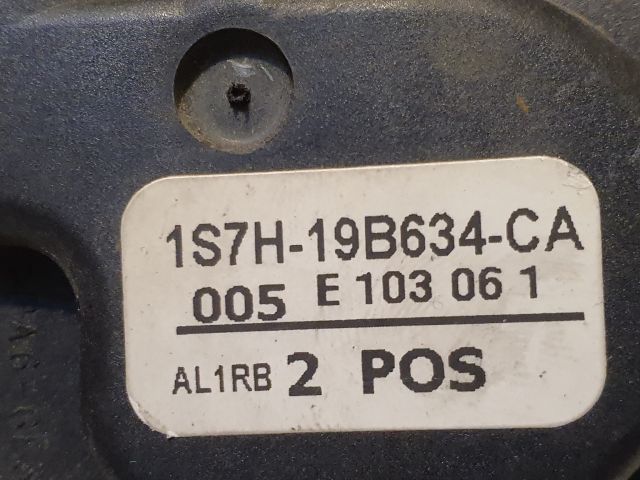 1S7H-19B634-CA
005 E 103 06 1
AL1RB 2 POS